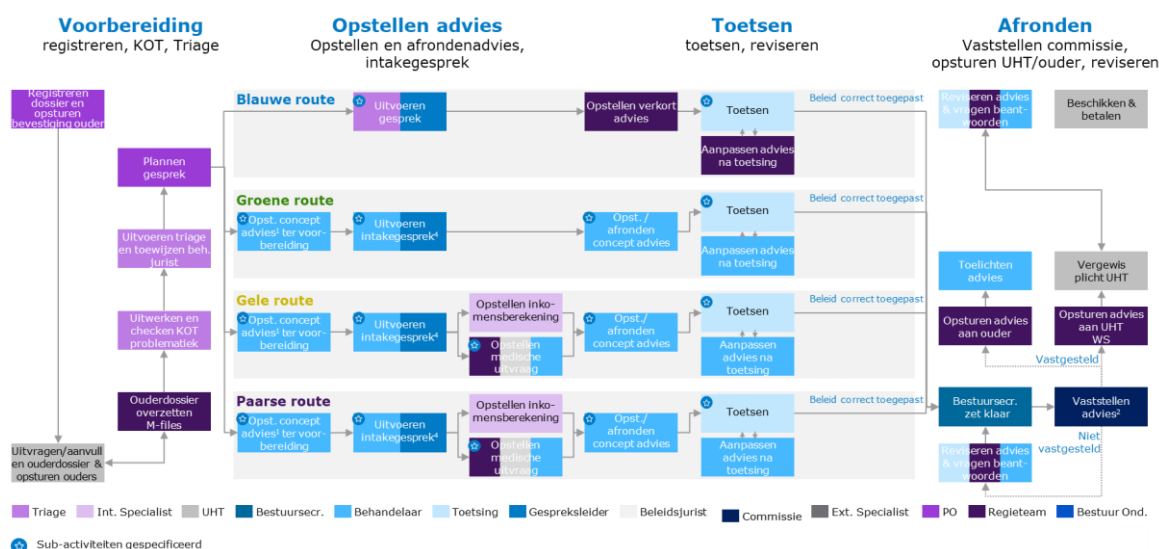 Voorbereiding
registreren, KOT, Triage
Opstellen advies
Opstellen en afrondenadvies,
intakegesprek
Toetsen
toetsen, reviseren
Afronden
Vaststellen commissie,
opsturen UHT/ouder, reviseren
Registreren
dossier en
opsturen
bevestiging ouder
Plannen
gesprek
Uitvoeren triage
en toewijzen beh.
jurist
Uitwerken en
checken KOT
problematiek
Ouderdossier
overzetten
M-files
Uitvragen/aanvull
en ouderdossier &
opsturen ouders
Blauwe route
Uitvoeren
gesprek
Opstellen verkort
advies
Toetsen
Aanpassen advies
na toetsing
Beleid correct toegepast
Groene route
Opst. concept
advies¹ ter voor-
bereiding
Uitvoeren
intakegesprek⁴
Opst./
afronden
concept advies
Toetsen
Aanpassen advies
na toetsing
Beleid correct toegepast
Gele route
Opst. concept
advies¹ ter voor-
bereiding
Uitvoeren
intakegesprek⁴
Opstellen inko-
mensberekening
Opstellen
medische
uitvraag
Opst./
afronden
concept advies
Toetsen
Aanpassen
advies na
toetsing
Beleid correct toegepast
Paarse route
Opst. concept
advies¹ ter voor-
bereiding
Uitvoeren
intakegesprek⁴
Opstellen inko-
mensberekening
Opstellen
medische
uitvraag
Opst./
afronden
concept advies
Toetsen
Aanpassen
advies na
toetsing
Beleid correct toegepast
Reviseren advies
& vragen beant-
woorden
Beschikken &
betalen
Toelichten
advies
Vergewis
plicht UHT
Opsturen advies
aan ouder
Opsturen advies
aan UHT
WS
Vastgesteld
Bestuursecr.
zet klaar
Vaststellen
advies²
Niet
vastgesteld
Reviseren advies
& vragen beant-
woorden
Triage
Int. Specialist
UHT
Bestuursecr.
Behandelaar
Toetsing
Gespreksleider
Beleidsjurist
Commissie
Ext. Specialist
PO
Regieteam
Bestuur Ond.
Sub-activiteiten gespecificeerd